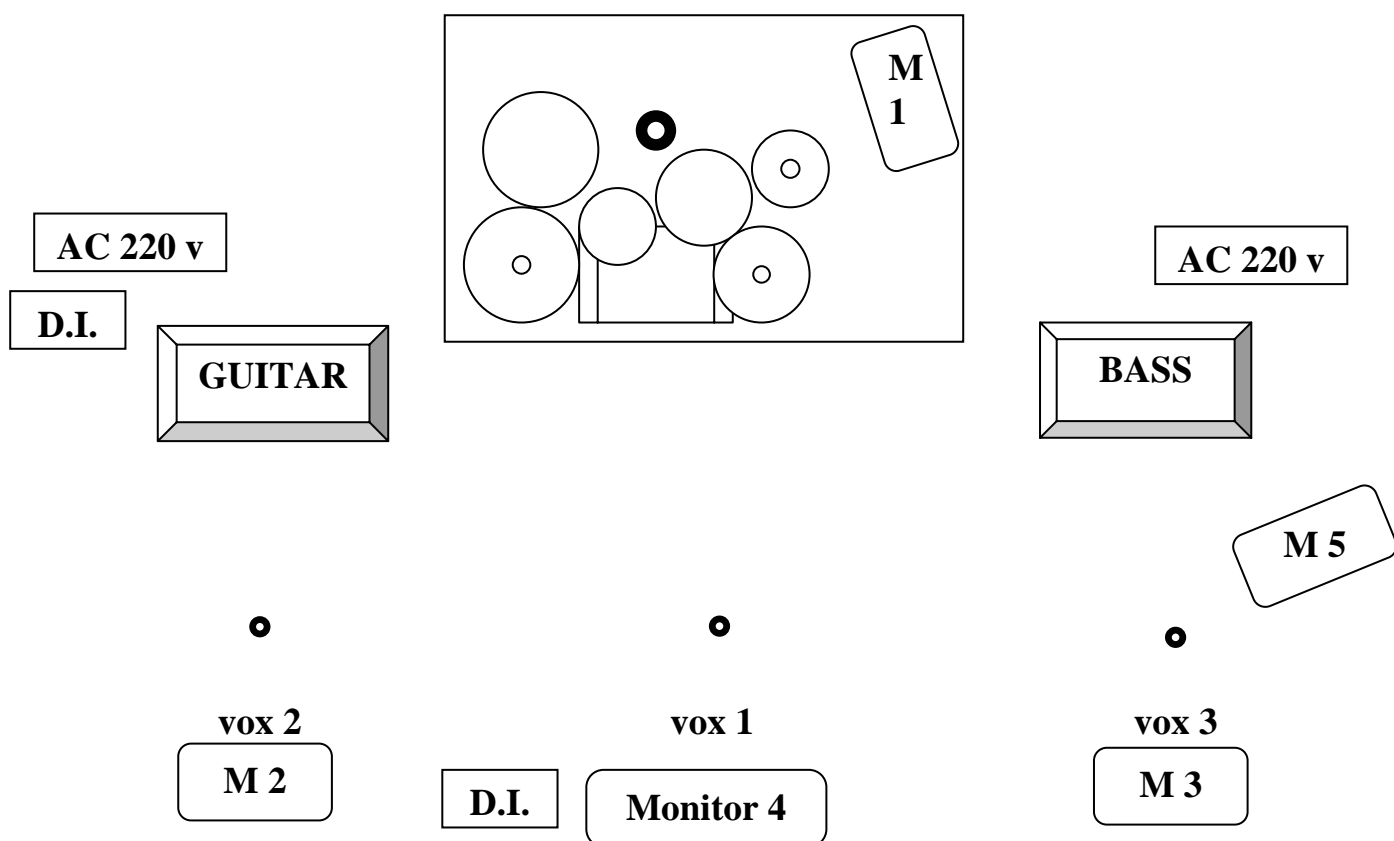 M
1
AC 220 v
AC 220 v
D.I.
GUITAR
BASS
M 5
vox 2
vox 1
vox 3
M 2
D.I.
Monitor 4
M 3